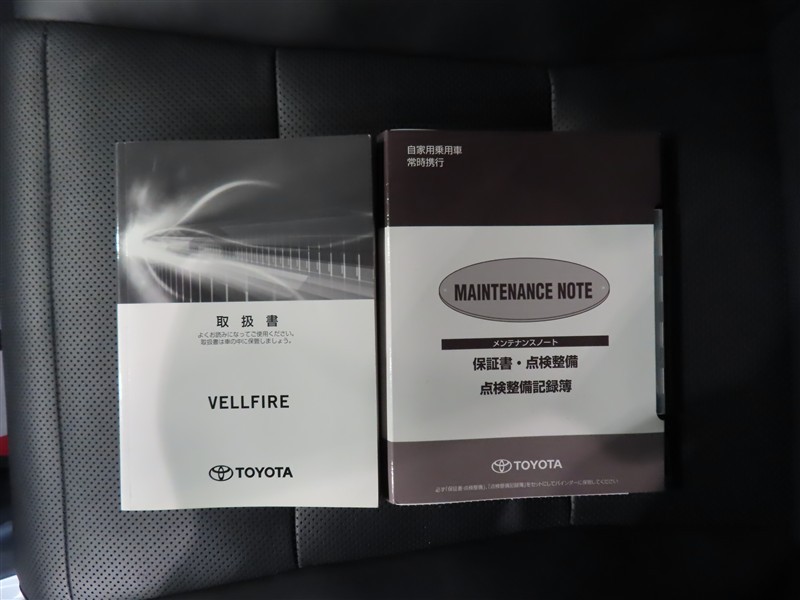 取扱書
よくお読みになってご使用ください。
取扱書は車の中に保管しましょう。
VELLFIRE
TOYOTA
自家用乗用車
常時携行
MAINTENANCE NOTE
メンテナンスノート
保証書・点検整備
点検整備記録簿
TOYOTA